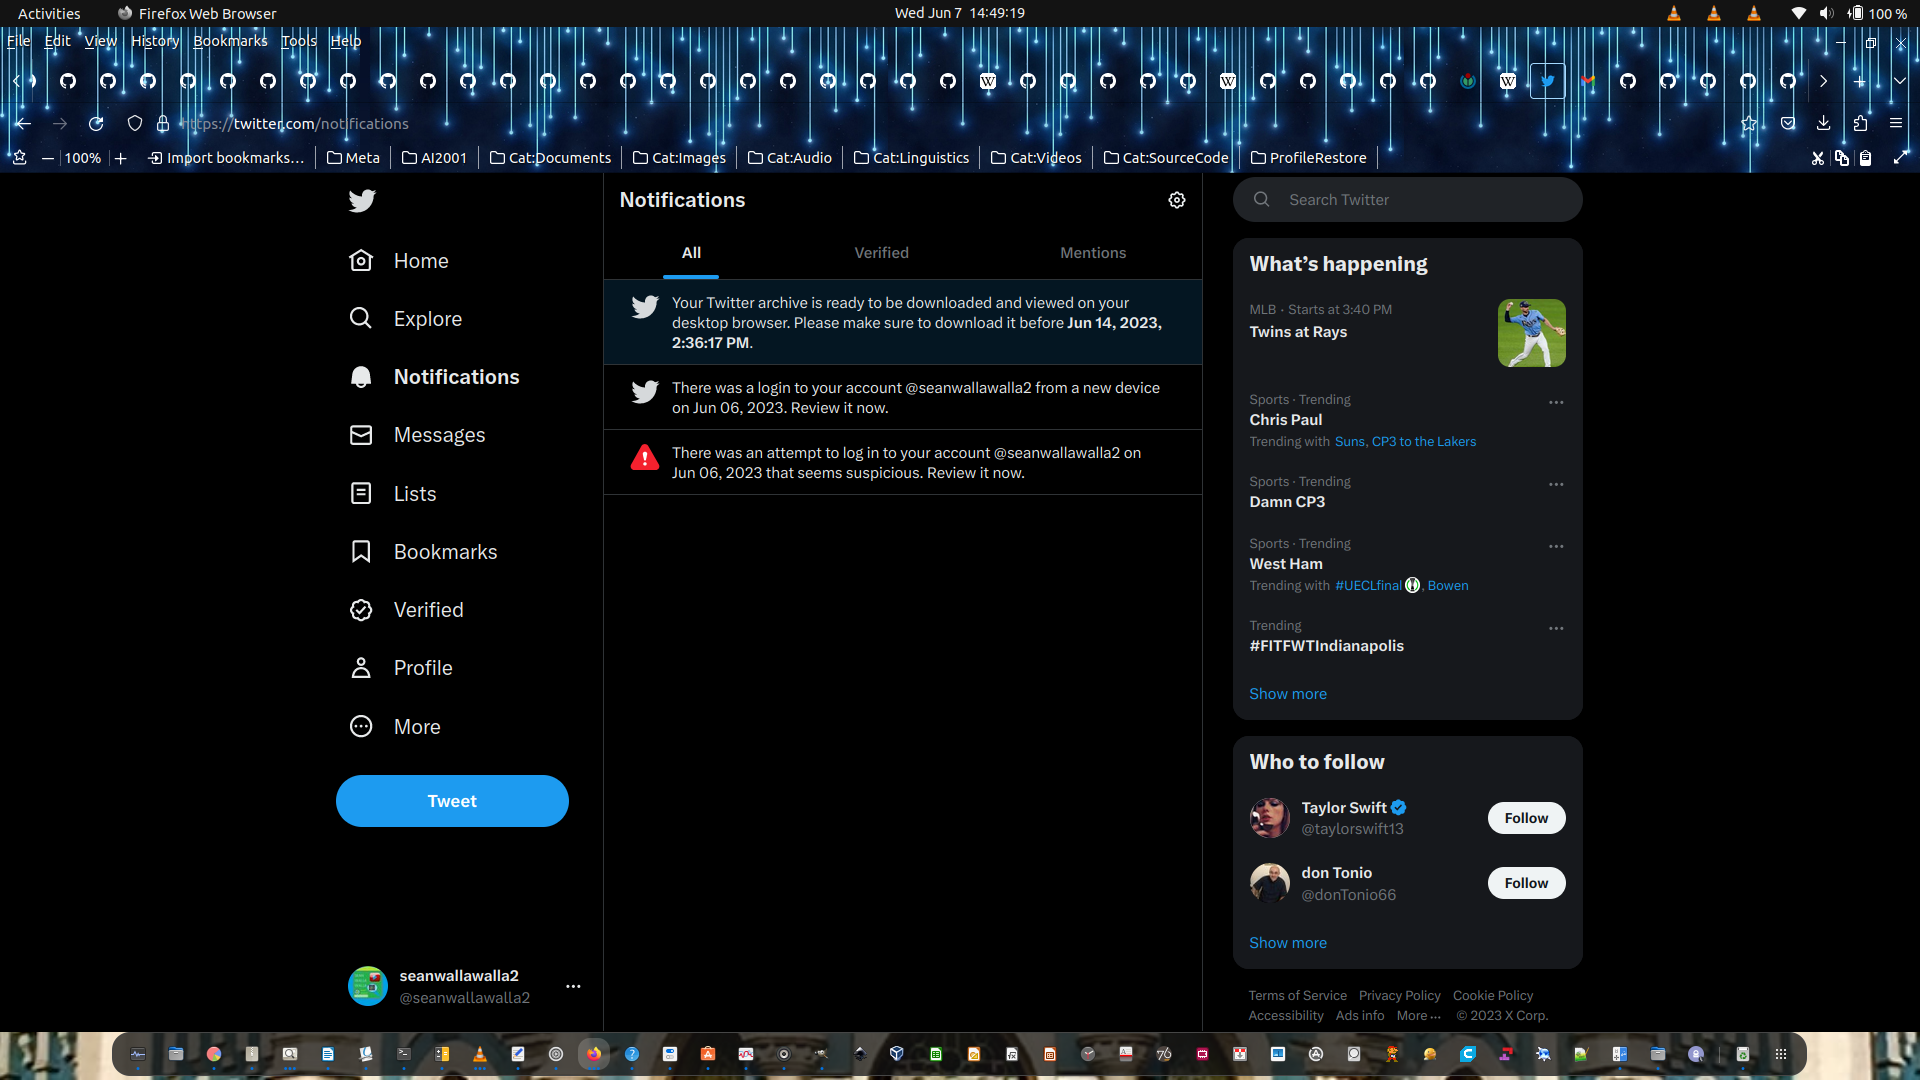 Activities
Firefox Web Browser
Wed Jun 7 14:49:19
100 %
File Edit View History Bookmarks Tools Help
https://twitter.com/notifications
100%
Import bookmarks...
Meta
AI2001
Cat:Documents
Cat:Images
Cat:Audio
Cat:Linguistics
Cat:Videos
Cat:SourceCode
ProfileRestore
Home
Explore
Notifications
Messages
Lists
Bookmarks
Verified
Profile
More
Tweet
seanwallawalla2
@seanwallawalla2
Notifications
All
Verified
Mentions
Your Twitter archive is ready to be downloaded and viewed on your
desktop browser. Please make sure to download it before Jun 14, 2023,
2:36:17 PM.
There was a login to your account @seanwallawalla2 from a new device
on Jun 06, 2023. Review it now.
There was an attempt to log in to your account @seanwallawalla2 on
Jun 06, 2023 that seems suspicious. Review it now.
Search Twitter
What’s happening
MLB · Starts at 3:40 PM
Twins at Rays
Sports · Trending
Chris Paul
Trending with Suns, CP3 to the Lakers
Sports · Trending
Damn CP3
Sports · Trending
West Ham
Trending with #UECLfinal, Bowen
Trending
#FITFWTIndianapolis
Show more
Who to follow
Taylor Swift
@taylorswift13
Follow
don Tonio
@donTonio66
Follow
Show more
Terms of Service Privacy Policy Cookie Policy
Accessibility Ads info More ... © 2023 X Corp.